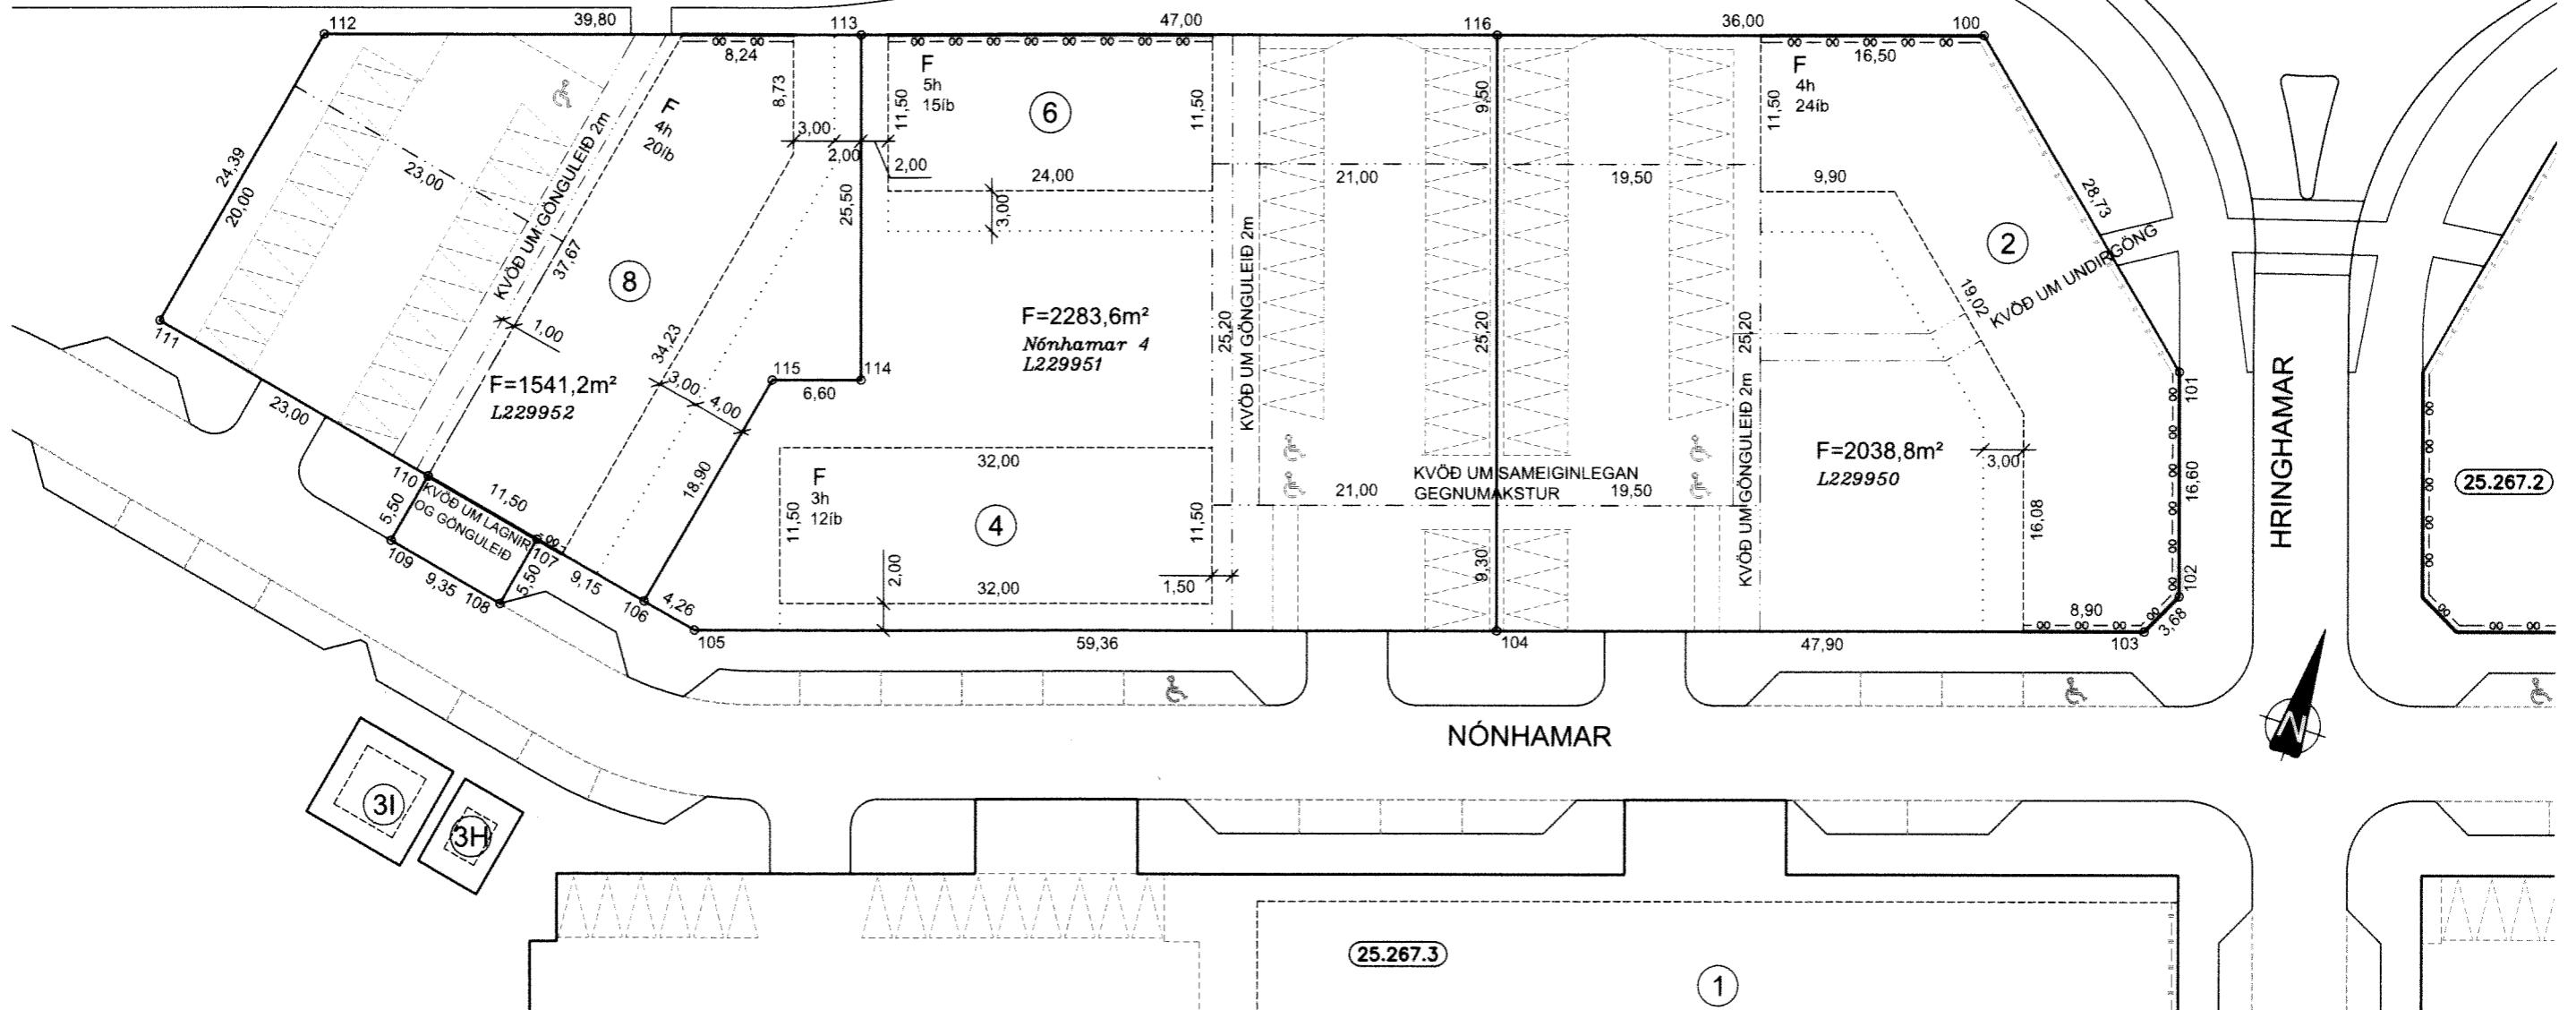 112
39,80
113
47,00
116
36,00
100
8,24
16,50
F
4h
20íb
8,73
F
5h
15íb
11,50
6
11,50
9,50
F
4h
24íb
11,50
3,00
2,00
2,00
24,00
21,00
19,50
9,90
24,39
20,00
23,00
KVÖÐ UM GÖNGULEIÐ 2m
37,67
25,50
3,00
28,73
2
KVÖÐ UM UNDIRGÖNG
19,02
8
1,00
34,23
F=2283,6m²
Nónhamar 4
L229951
25,20
KVÖÐ UM GÖNGULEIÐ 2m
25,20
25,20
KVÖÐ UM GÖNGULEIÐ 2m
111
F=1541,2m²
L229952
3,00
4,00
115
6,60
114
101
HRINGHAMAR
23,00
18,90
32,00
F=2038,8m²
L229950
3,00
16,60
25.267.2
110
11,50
5,50
KVÖÐ UM LAGNIR
OG GÖNGULEIÐ
F
3h
12íb
11,50
4
11,50
21,00
KVÖÐ UM SAMEIGINLEGAN
GEGNUMAKSTUR
19,50
16,08
109
9,35
108
5,50
107
9,15
106
4,26
105
2,00
32,00
1,50
9,30
59,36
104
47,90
8,90
103
3,68
102
NÓNHAMAR
N
3I
3H
25.267.3
1